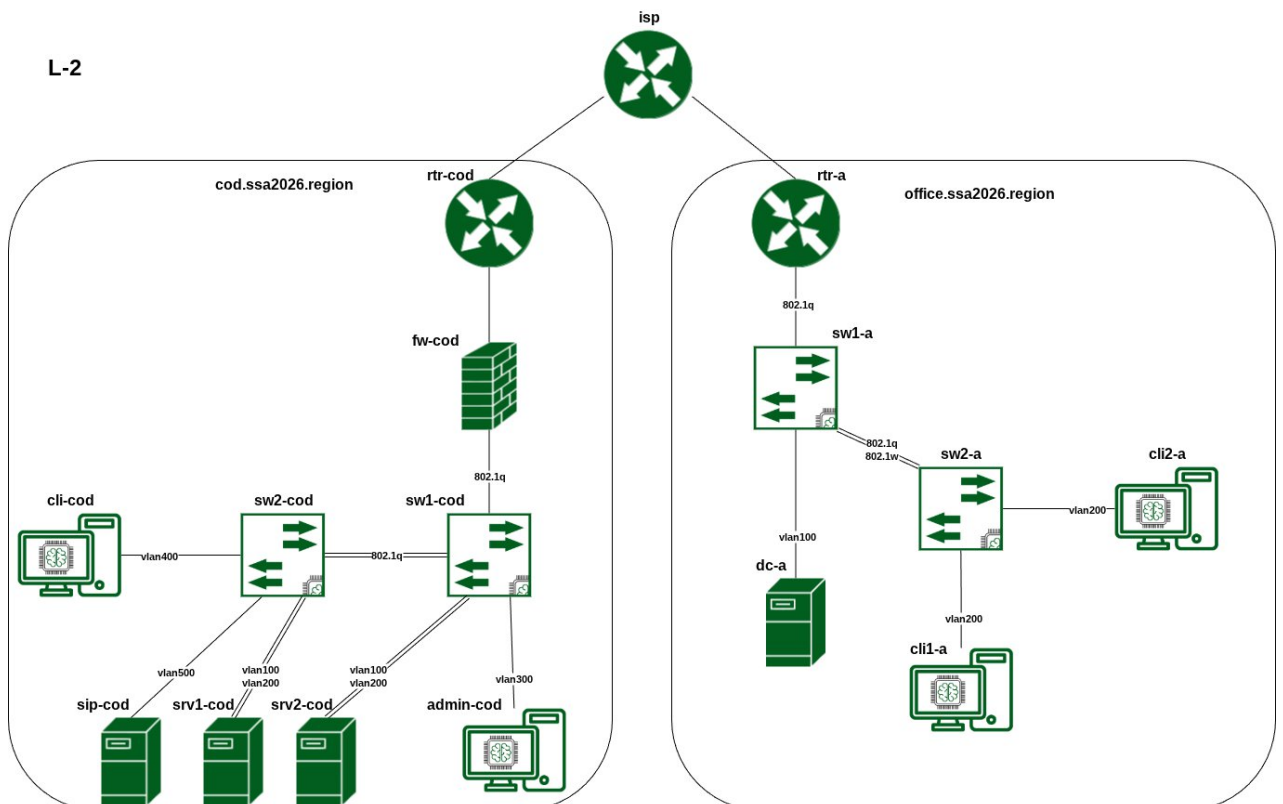 isp
L-2
cod.ssa2026.region
rtr-cod
rtr-a
office.ssa2026.region
802.1q
fw-cod
sw1-a
802.1q
802.1w
sw2-a
cli2-a
802.1q
cli-cod
sw2-cod
sw1-cod
vlan200
vlan400
802.1q
vlan100
dc-a
vlan200
cli1-a
vlan500
vlan100
vlan200
vlan100
vlan200
vlan300
sip-cod
srv1-cod
srv2-cod
admin-cod